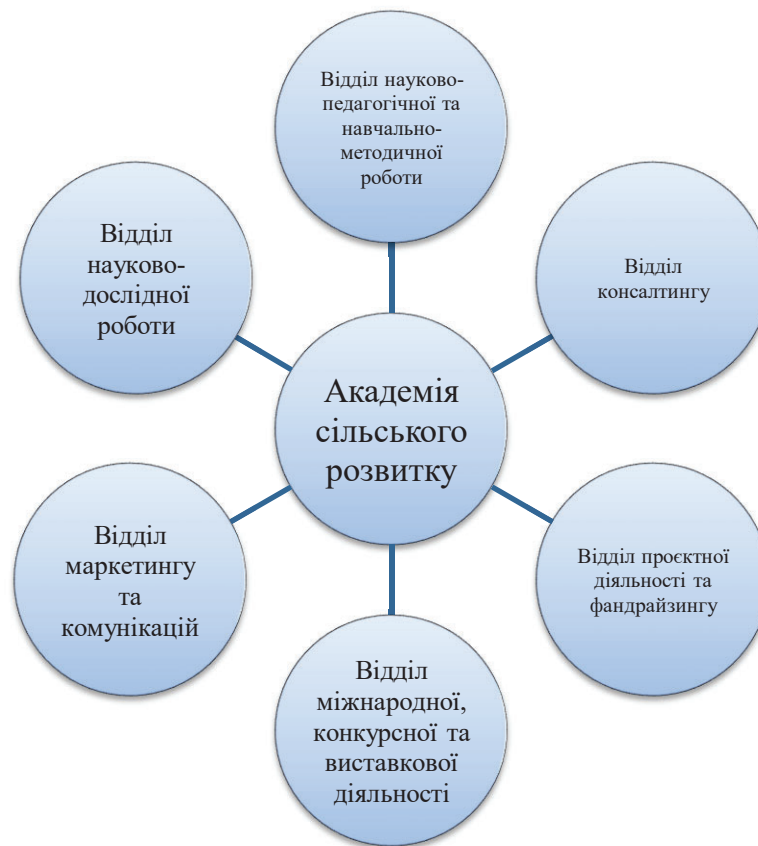 Відділ науково-
педагогічної та
навчально-
методичної
роботи
Відділ
науково-
дослідної
роботи
Відділ
консалтингу
Академія
сільського
розвитку
Відділ
маркетингу
та
комунікацій
Відділ проєктної
діяльності та
фандрайзингу
Відділ
міжнародної,
конкурсної та
виставкової
діяльності